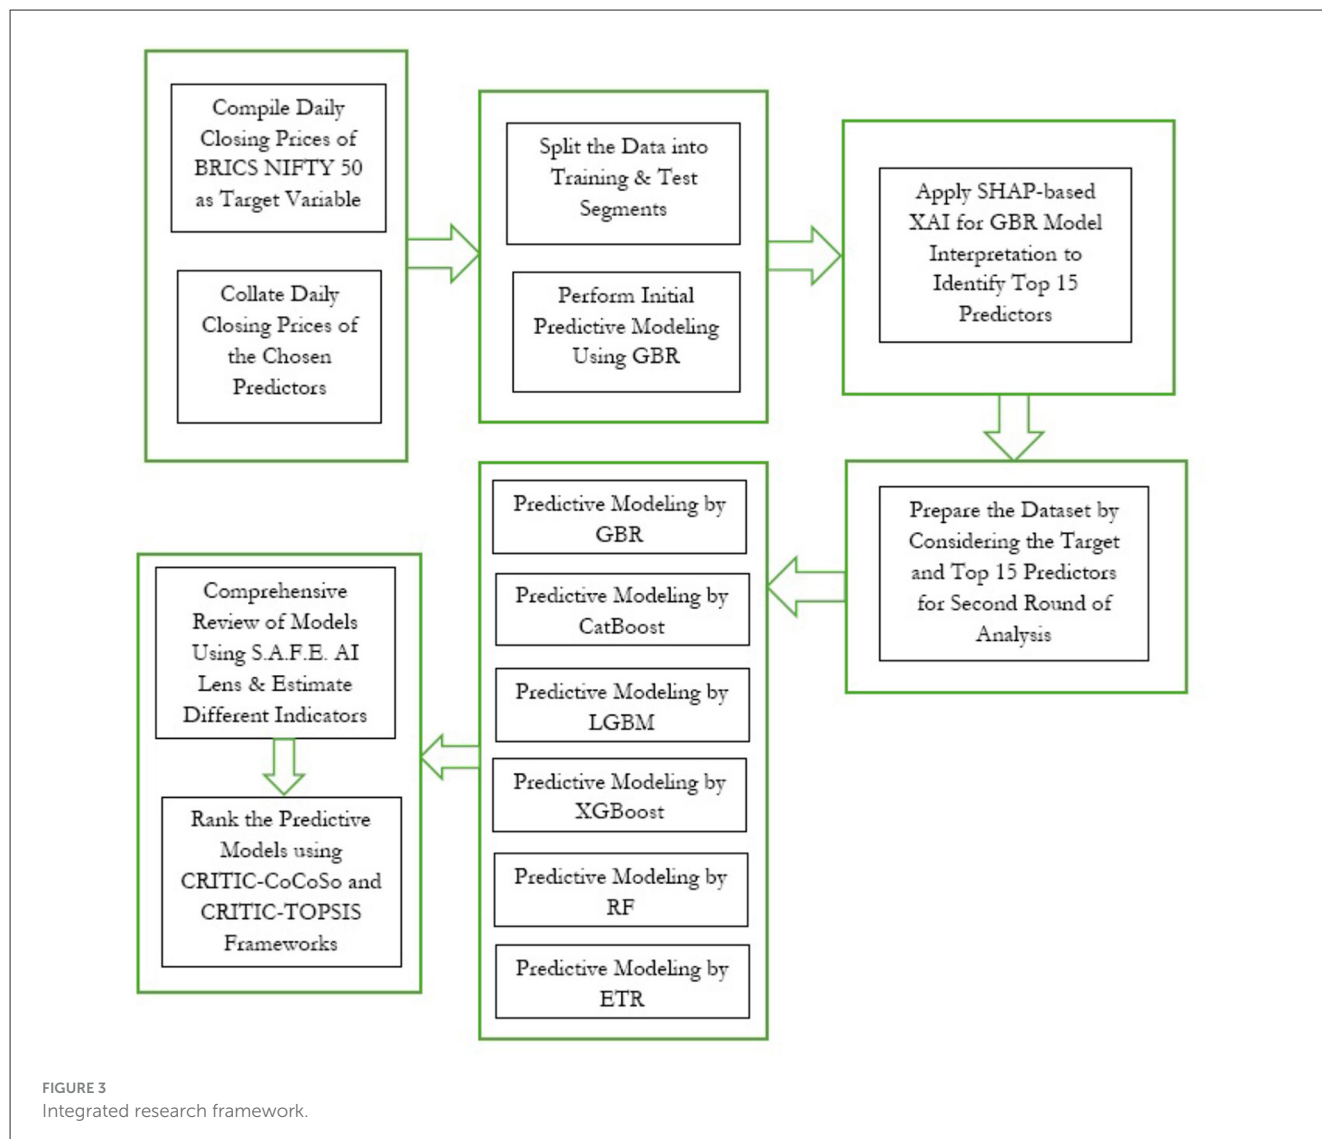 Compile Daily
Closing Prices of
BRICS NIFTY 50
as Target Variable
Collate Daily
Closing Prices of
the Chosen
Predictors
Split the Data into
Training & Test
Segments
Perform Initial
Predictive Modeling
Using GBR
Apply SHAP-based
XAI for GBR Model
Interpretation to
Identify Top 15
Predictors
Prepare the Dataset by
Considering the Target
and Top 15 Predictors
for Second Round of
Analysis
Predictive Modeling by
GBR
Predictive Modeling by
CatBoost
Predictive Modeling by
LGBM
Predictive Modeling by
XGBoost
Predictive Modeling by
RF
Predictive Modeling by
ETR
Comprehensive
Review of Models
Using S.A.F.E. AI
Lens & Estimate
Different Indicators
Rank the Predictive
Models using
CRITIC-CoCoSo and
CRITIC-TOPSIS
Frameworks
FIGURE 3
Integrated research framework.